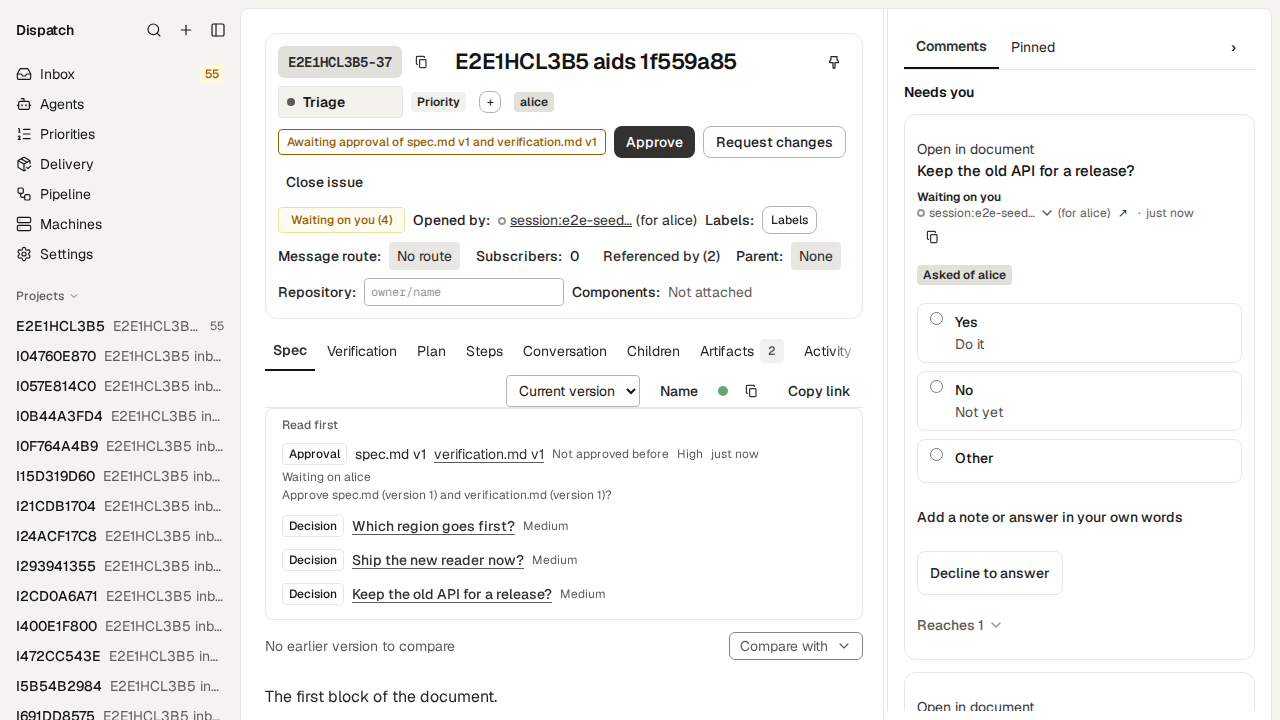 Dispatch
Inbox 55
Agents
Priorities
Delivery
Pipeline
Machines
Settings
Projects
E2E1HCL3B5 E2E1HCL3B... 55
I04760E870 E2E1HCL3B5 inb...
I057E814C0 E2E1HCL3B5 inb...
I0B44A3FD4 E2E1HCL3B5 in...
I0F764A4B9 E2E1HCL3B5 inb...
I15D319D60 E2E1HCL3B5 inb...
I21CDB1704 E2E1HCL3B5 inb...
I24ACF17C8 E2E1HCL3B5 inb...
I293941355 E2E1HCL3B5 inb...
I2CD0A6A71 E2E1HCL3B5 inb...
I400E1F800 E2E1HCL3B5 inb...
I472CC543E E2E1HCL3B5 in...
I5B54B2984 E2E1HCL3B5 in...
I691DD8575 E2E1HCL3B5 inb...
E2E1HCL3B5-37 E2E1HCL3B5 aids 1f559a85
Triage Priority + alice
Awaiting approval of spec.md v1 and verification.md v1 Approve Request changes
Close issue
Waiting on you (4) Opened by: session:e2e-seed... (for alice) Labels: Labels
Message route: No route Subscribers: 0 Referenced by (2) Parent: None
Repository: owner/name Components: Not attached
Spec Verification Plan Steps Conversation Children Artifacts 2 Activity
Current version Name Copy link
Read first
Approval spec.md v1 verification.md v1 Not approved before High just now
Waiting on alice
Approve spec.md (version 1) and verification.md (version 1)?
Decision Which region goes first? Medium
Decision Ship the new reader now? Medium
Decision Keep the old API for a release? Medium
No earlier version to compare Compare with
The first block of the document.
Comments Pinned ›
Needs you
Open in document
Keep the old API for a release?
Waiting on you
session:e2e-seed... (for alice) ↗ · just now
Asked of alice
Yes
Do it
No
Not yet
Other
Add a note or answer in your own words
Decline to answer
Reaches 1
Open in document